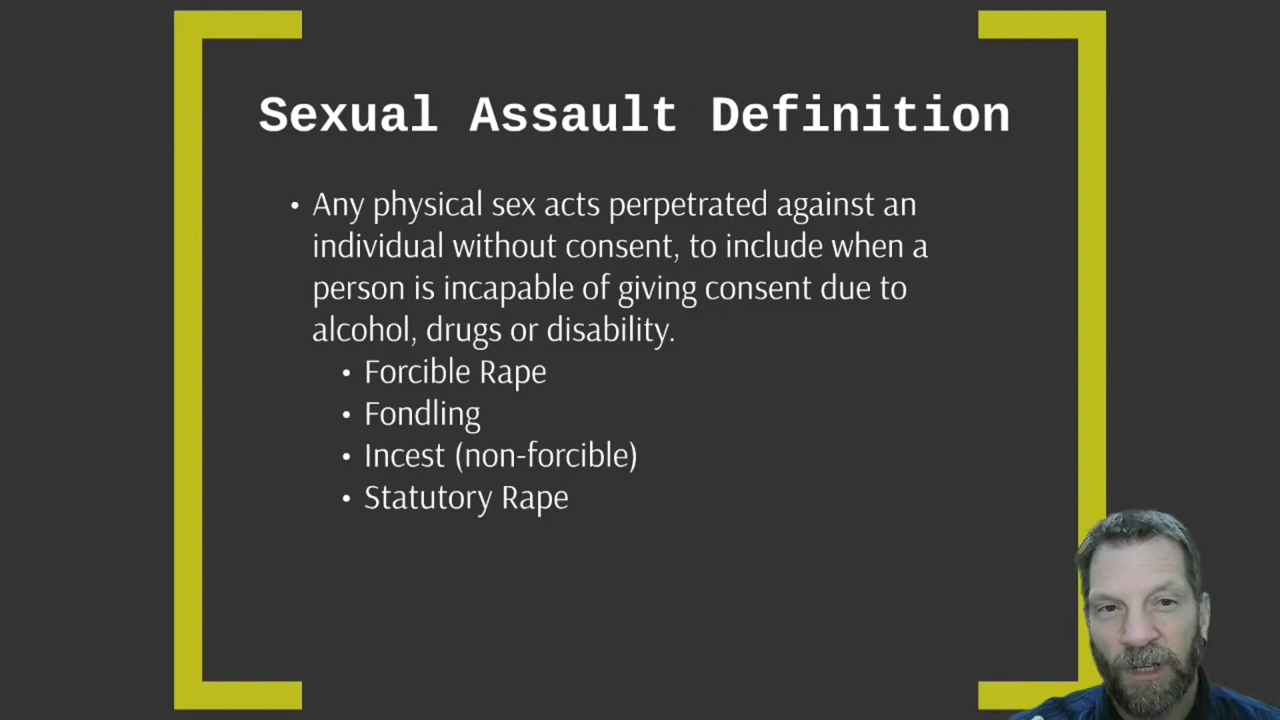 Sexual Assault Definition
• Any physical sex acts perpetrated against an
individual without consent, to include when a
person is incapable of giving consent due to
alcohol, drugs or disability.
• Forcible Rape
• Fondling
• Incest (non-forcible)
• Statutory Rape